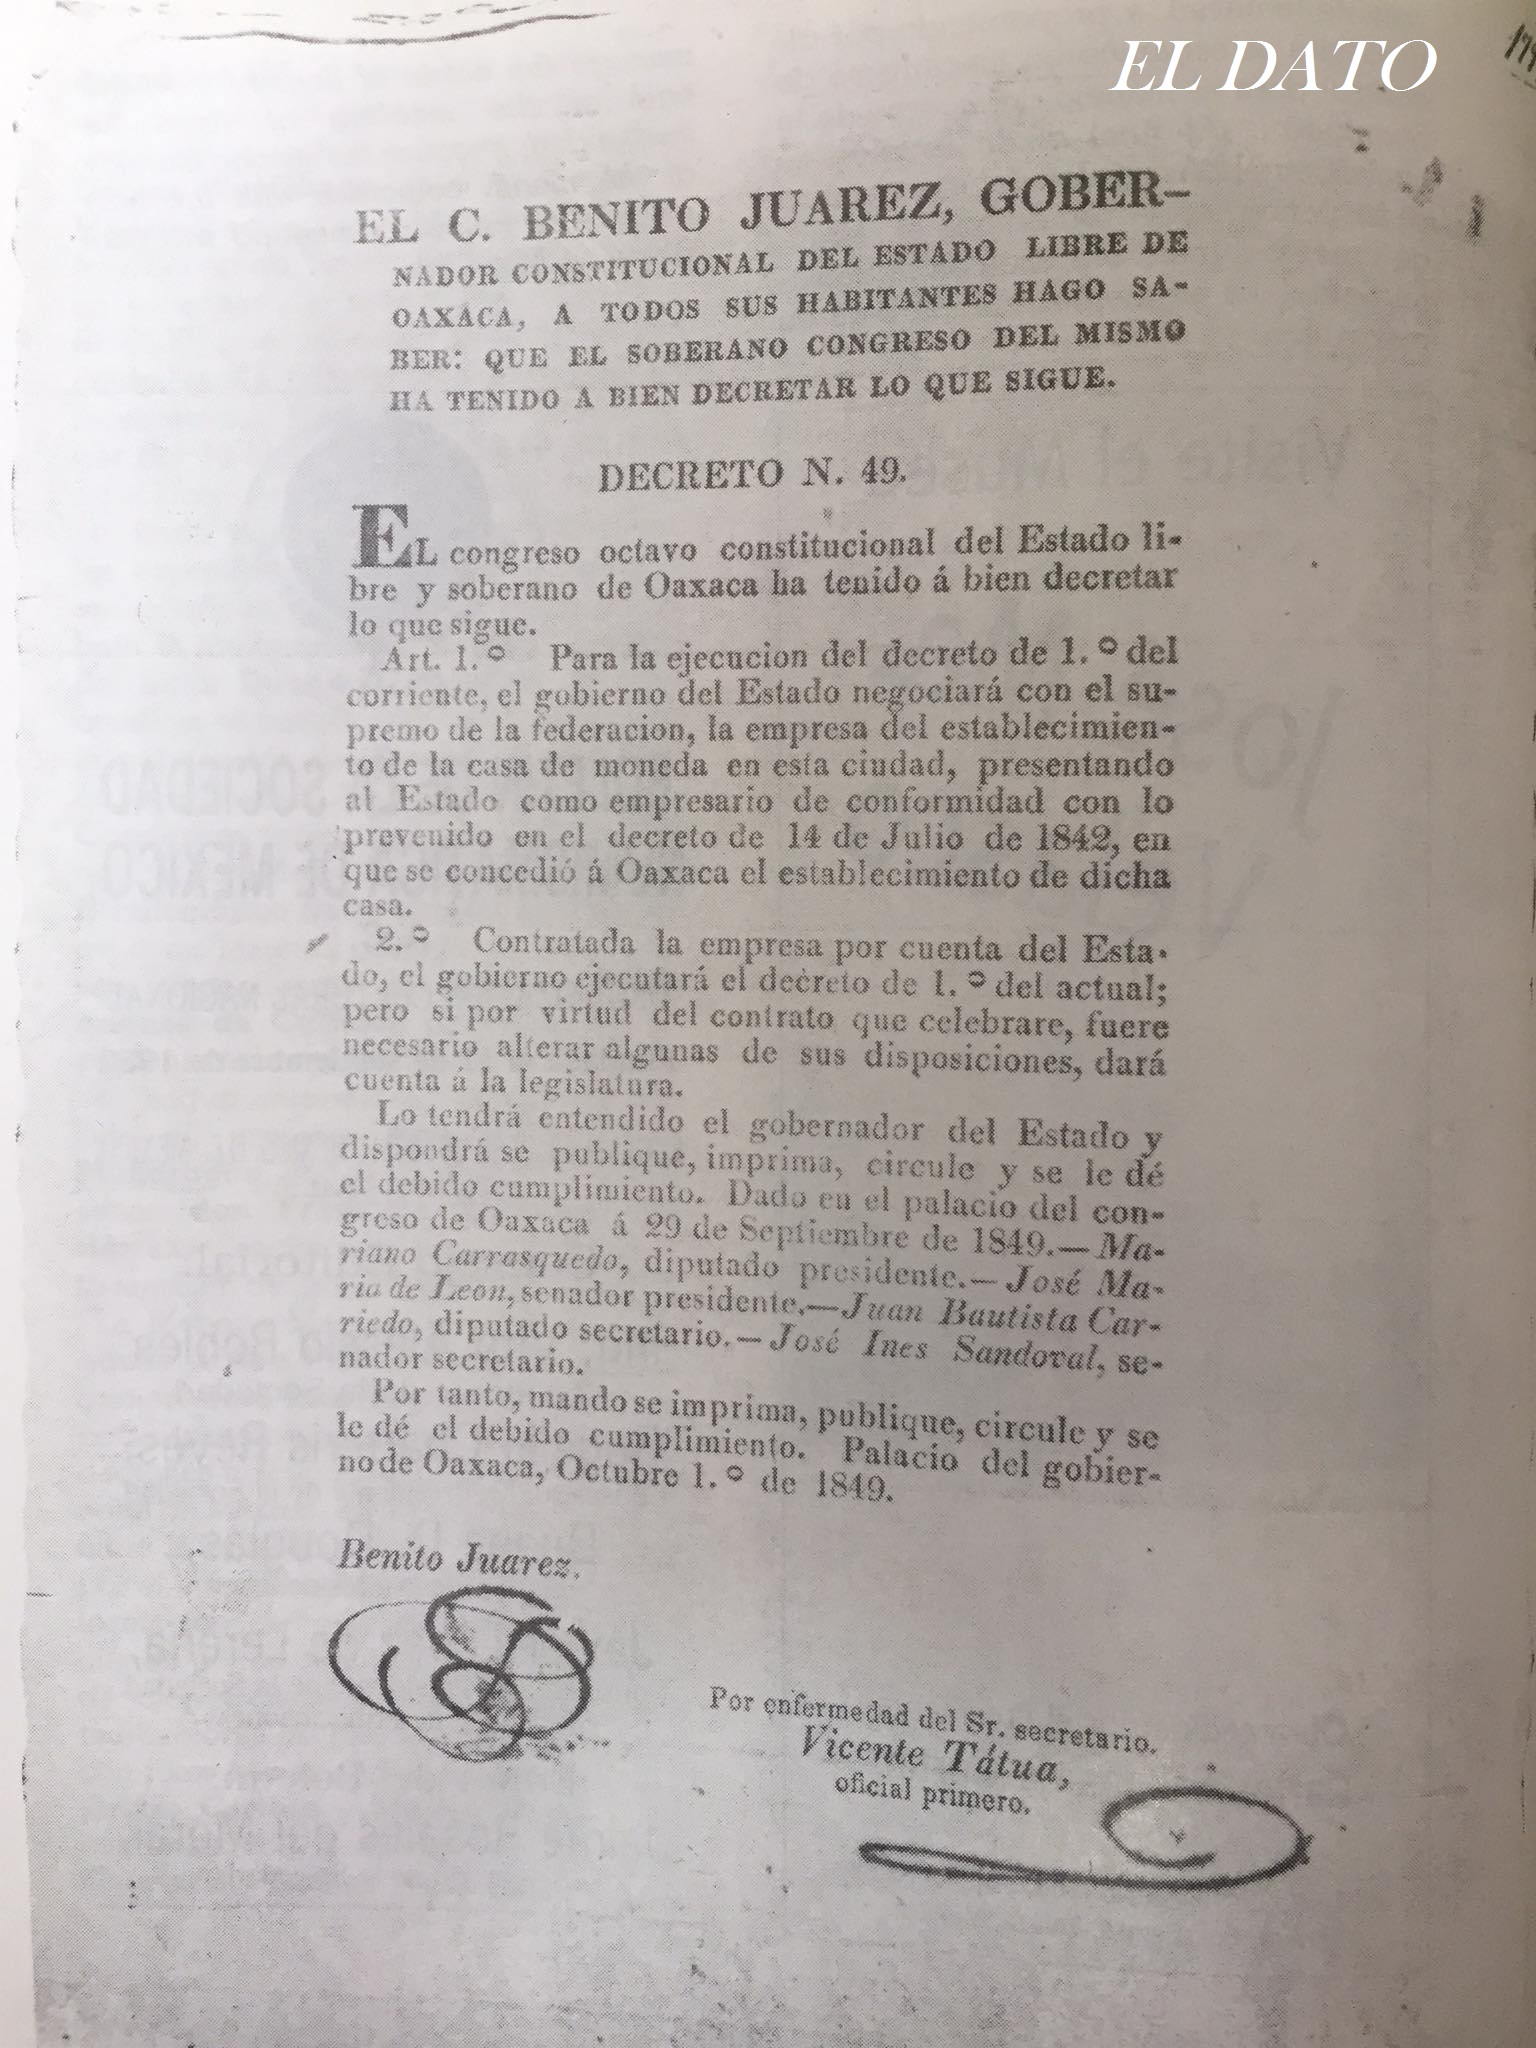 EL DATO
EL C. BENITO JUAREZ, GOBER-
NADOR CONSTITUCIONAL DEL ESTADO LIBRE DE
OAXACA, A TODOS SUS HABITANTES HAGO SA-
BER: QUE EL SOBERANO CONGRESO DEL MISMO
HA TENIDO A BIEN DECRETAR LO QUE SIGUE.
DECRETO N. 49.
EL congreso octavo constitucional del Estado li-
bre y soberano de Oaxaca ha tenido á bien decretar
lo que sigue.
Art. 1.º Para la ejecucion del decreto de 1.º del
corriente, el gobierno del Estado negociará con el su-
premo de la federacion, la empresa del establecimien-
to de la casa de moneda en esta ciudad, presentando
al Estado como empresario de conformidad con lo
prevenido en el decreto de 14 de Julio de 1842, en
que se concedió á Oaxaca el establecimiento de dicha
casa.
2.º Contratada la empresa por cuenta del Esta-
do, el gobierno ejecutará el decreto de 1.º del actual;
pero si por virtud del contrato que celebrare, fuere
necesario alterar algunas de sus disposiciones, dará
cuenta á la legislatura.
Lo tendrá entendido el gobernador del Estado y
dispondrá se publique, imprima, circule y se le dé
el debido cumplimiento. Dado en el palacio del con-
greso de Oaxaca á 29 de Septiembre de 1849.—Ma-
riano Carrasquedo, diputado presidente.—José Ma-
ria de Leon, senador presidente.—Juan Bautista Car-
riedo, diputado secretario.—José Ines Sandoval, se-
nador secretario.
Por tanto, mando se imprima, publique, circule y se
le dé el debido cumplimiento. Palacio del gobier-
no de Oaxaca, Octubre 1.º de 1849.
Benito Juarez.
Por enfermedad del Sr. secretario.
Vicente Tátua,
oficial primero.